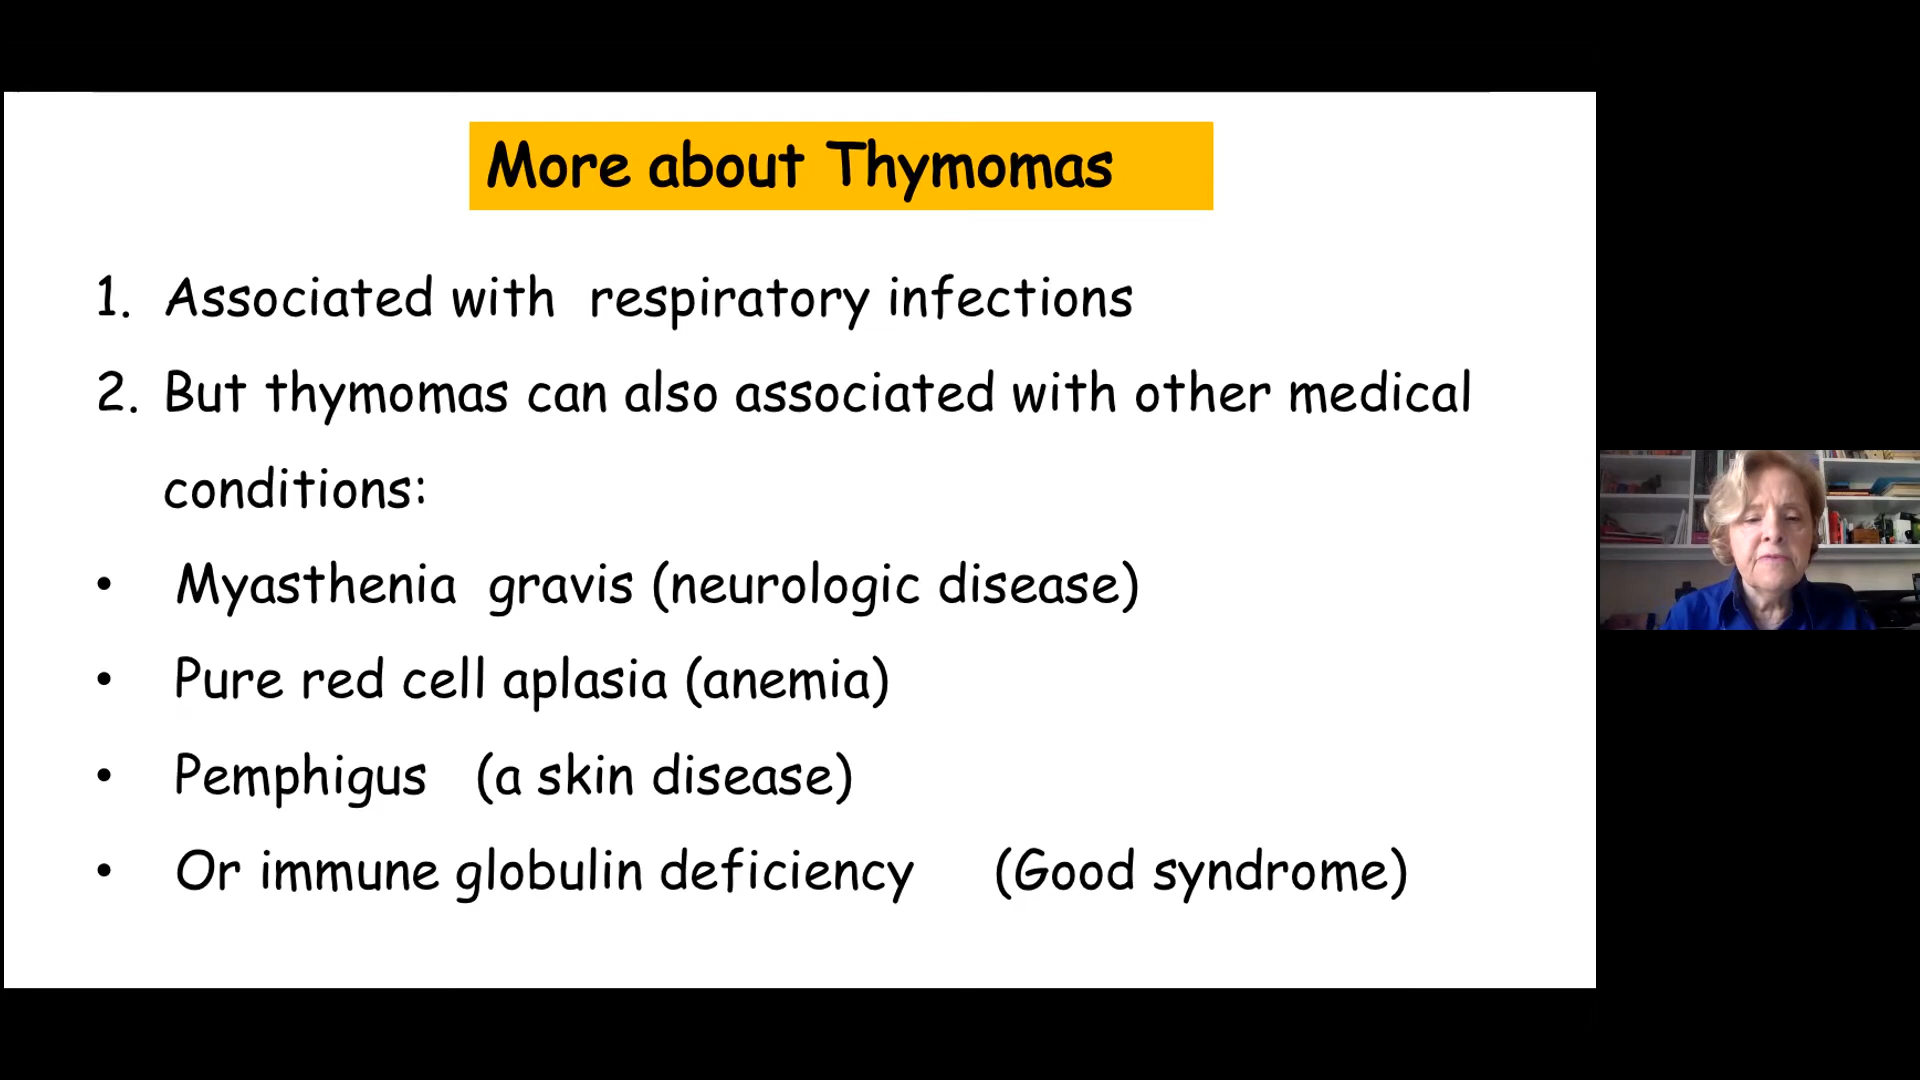 More about Thymomas
1. Associated with respiratory infections
2. But thymomas can also associated with other medical
conditions:
• Myasthenia gravis (neurologic disease)
• Pure red cell aplasia (anemia)
• Pemphigus (a skin disease)
• Or immune globulin deficiency (Good syndrome)